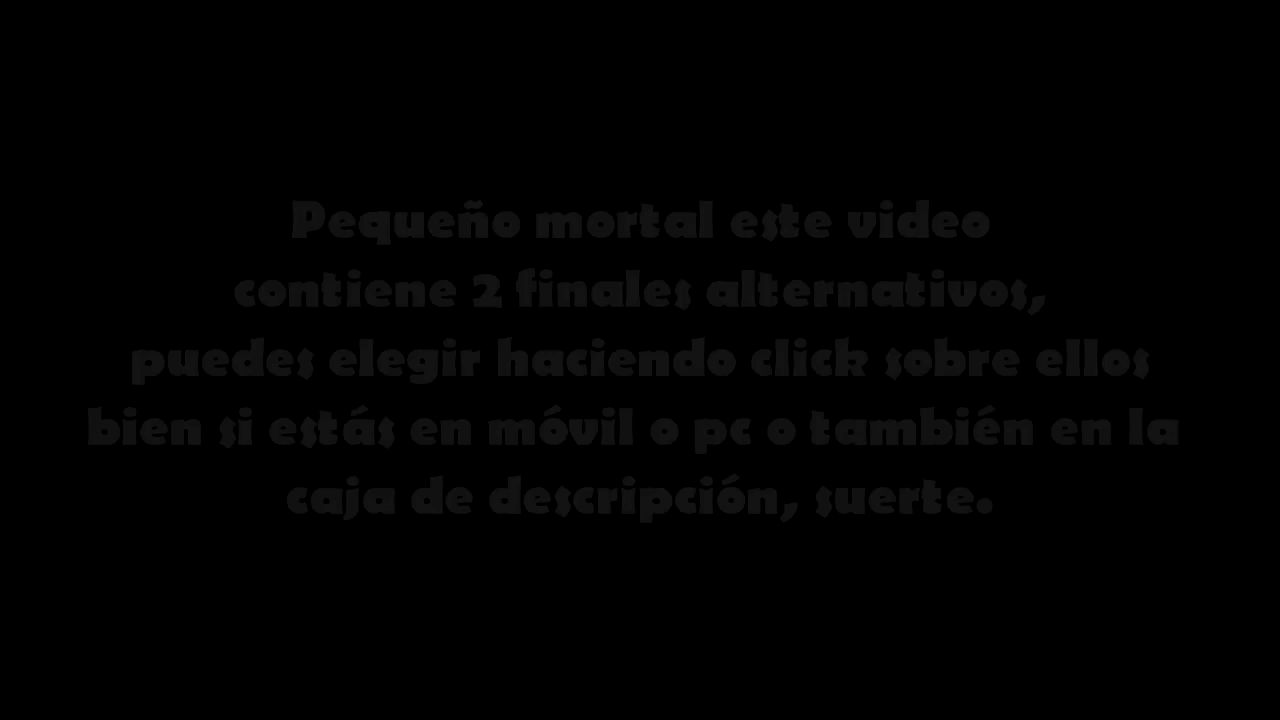 Pequeño mortal este video
contiene 2 finales alternativos,
puedes elegir haciendo click sobre ellos
bien si estás en móvil o pc o también en la
caja de descripción, suerte.